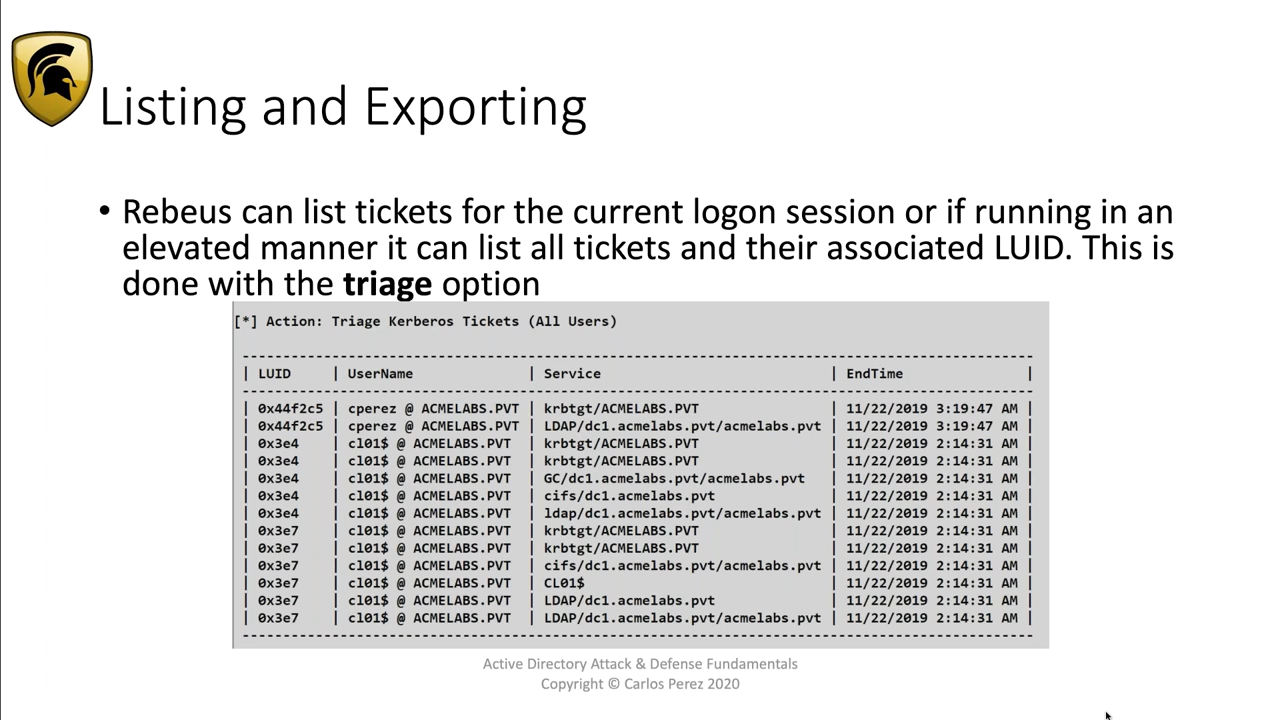 Listing and Exporting
• Rebeus can list tickets for the current logon session or if running in an
elevated manner it can list all tickets and their associated LUID. This is
done with the triage option
[*] Action: Triage Kerberos Tickets (All Users)
| LUID | UserName | Service | EndTime |
| 0x44f2c5 | cperez @ ACMELABS.PVT | krbtgt/ACMELABS.PVT | 11/22/2019 3:19:47 AM |
| 0x44f2c5 | cperez @ ACMELABS.PVT | LDAP/dc1.acmelabs.pvt/acmelabs.pvt | 11/22/2019 3:19:47 AM |
| 0x3e4 | cl01$ @ ACMELABS.PVT | krbtgt/ACMELABS.PVT | 11/22/2019 2:14:31 AM |
| 0x3e4 | cl01$ @ ACMELABS.PVT | krbtgt/ACMELABS.PVT | 11/22/2019 2:14:31 AM |
| 0x3e4 | cl01$ @ ACMELABS.PVT | GC/dc1.acmelabs.pvt/acmelabs.pvt | 11/22/2019 2:14:31 AM |
| 0x3e4 | cl01$ @ ACMELABS.PVT | cifs/dc1.acmelabs.pvt | 11/22/2019 2:14:31 AM |
| 0x3e4 | cl01$ @ ACMELABS.PVT | ldap/dc1.acmelabs.pvt/acmelabs.pvt | 11/22/2019 2:14:31 AM |
| 0x3e7 | cl01$ @ ACMELABS.PVT | krbtgt/ACMELABS.PVT | 11/22/2019 2:14:31 AM |
| 0x3e7 | cl01$ @ ACMELABS.PVT | krbtgt/ACMELABS.PVT | 11/22/2019 2:14:31 AM |
| 0x3e7 | cl01$ @ ACMELABS.PVT | cifs/dc1.acmelabs.pvt/acmelabs.pvt | 11/22/2019 2:14:31 AM |
| 0x3e7 | cl01$ @ ACMELABS.PVT | CL01$ | 11/22/2019 2:14:31 AM |
| 0x3e7 | cl01$ @ ACMELABS.PVT | LDAP/dc1.acmelabs.pvt | 11/22/2019 2:14:31 AM |
| 0x3e7 | cl01$ @ ACMELABS.PVT | LDAP/dc1.acmelabs.pvt/acmelabs.pvt | 11/22/2019 2:14:31 AM |
Active Directory Attack & Defense Fundamentals
Copyright © Carlos Perez 2020